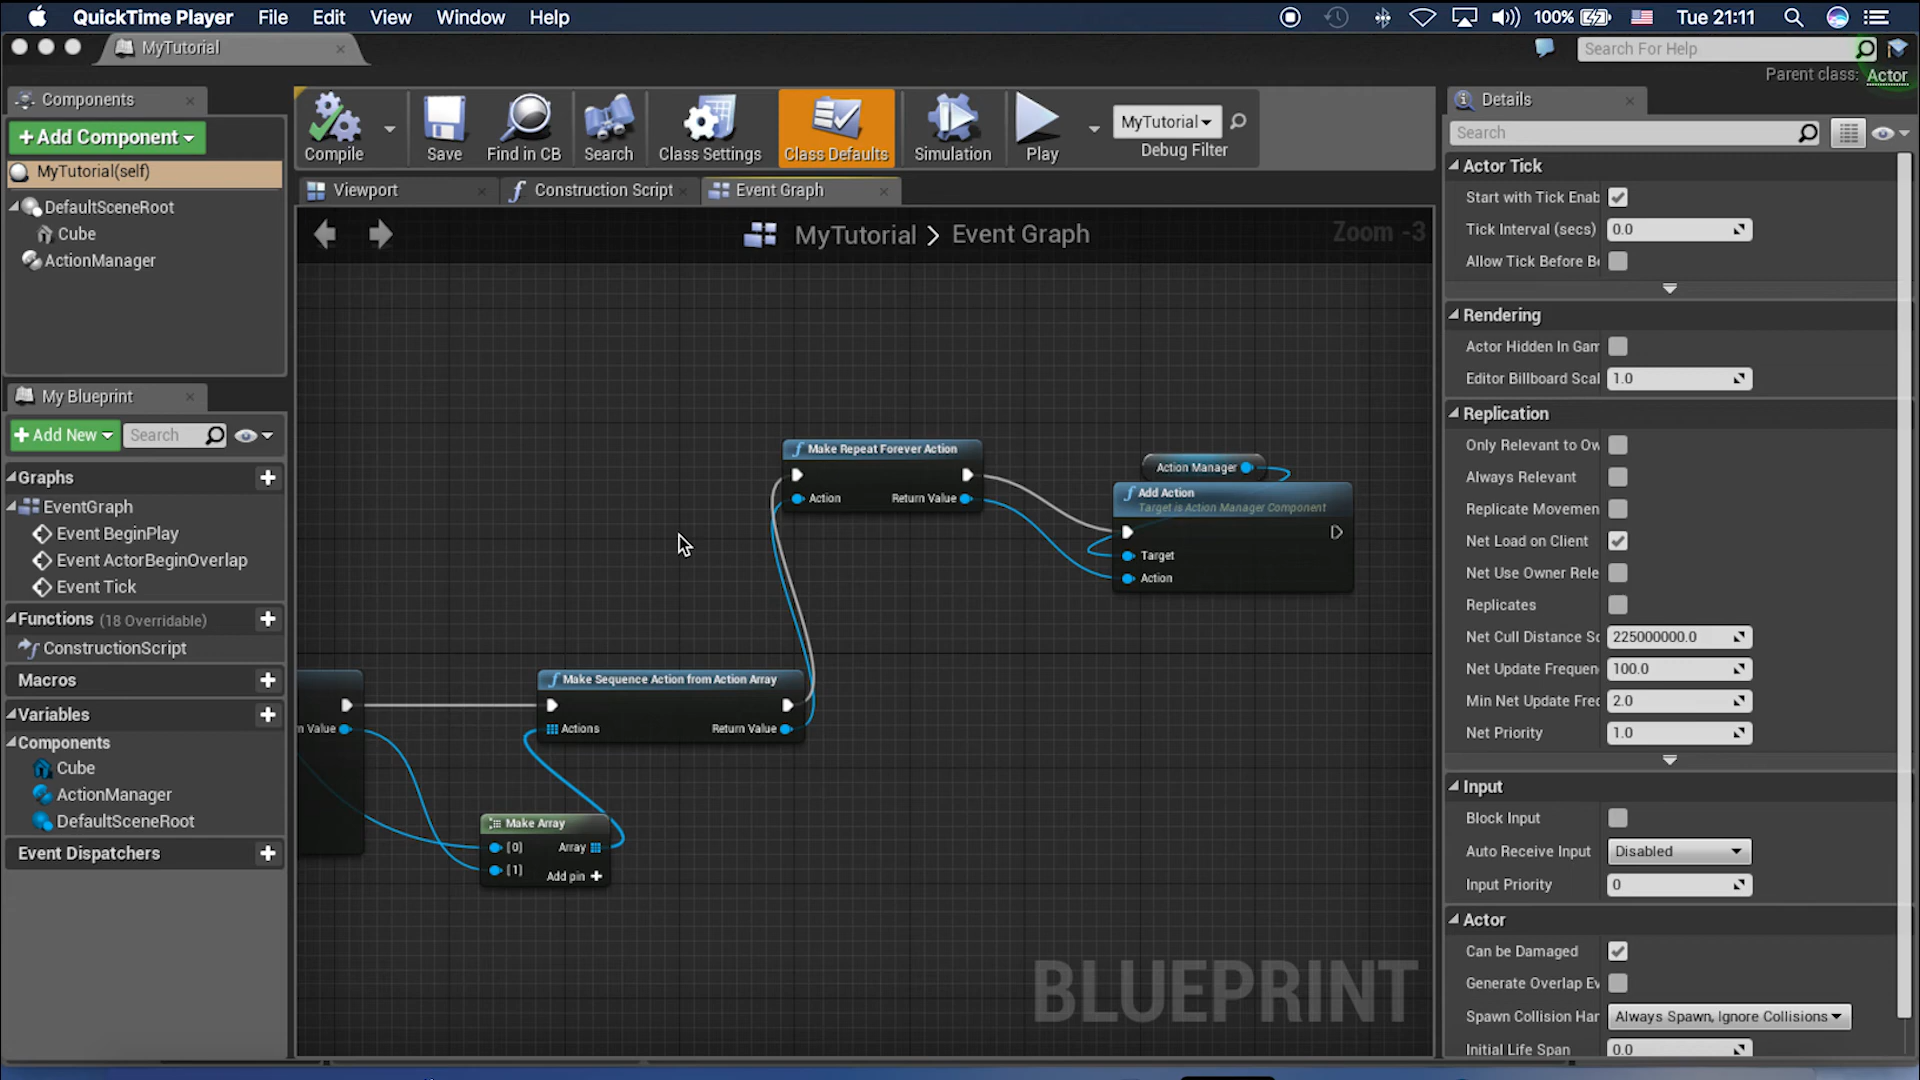 QuickTime Player File Edit View Window Help 100% Tue 21:11
MyTutorial
Search For Help
Parent class: Actor
Components
+Add Component
MyTutorial(self)
DefaultSceneRoot
Cube
ActionManager
My Blueprint
+Add New Search
Graphs
EventGraph
Event BeginPlay
Event ActorBeginOverlap
Event Tick
Functions (18 Overridable)
ConstructionScript
Macros
Variables
Components
Cube
ActionManager
DefaultSceneRoot
Event Dispatchers
Compile Save Find in CB Search Class Settings Class Defaults Simulation Play
MyTutorial
Debug Filter
Viewport Construction Script Event Graph
MyTutorial > Event Graph
Zoom -3
Make Repeat Forever Action
Action Return Value
Action Manager
Add Action
Target is Action Manager Component
Target
Action
Make Sequence Action from Action Array
n Value
Actions Return Value
Make Array
[0] Array
[1] Add pin +
BLUEPRINT
Details
Search
Actor Tick
Start with Tick Enab
Tick Interval (secs) 0.0
Allow Tick Before Be
Rendering
Actor Hidden In Gam
Editor Billboard Scal 1.0
Replication
Only Relevant to Ow
Always Relevant
Replicate Movemen
Net Load on Client
Net Use Owner Rele
Replicates
Net Cull Distance Sq 225000000.0
Net Update Frequen 100.0
Min Net Update Freq 2.0
Net Priority 1.0
Input
Block Input
Auto Receive Input Disabled
Input Priority 0
Actor
Can be Damaged
Generate Overlap Ev
Spawn Collision Han Always Spawn, Ignore Collisions
Initial Life Span 0.0